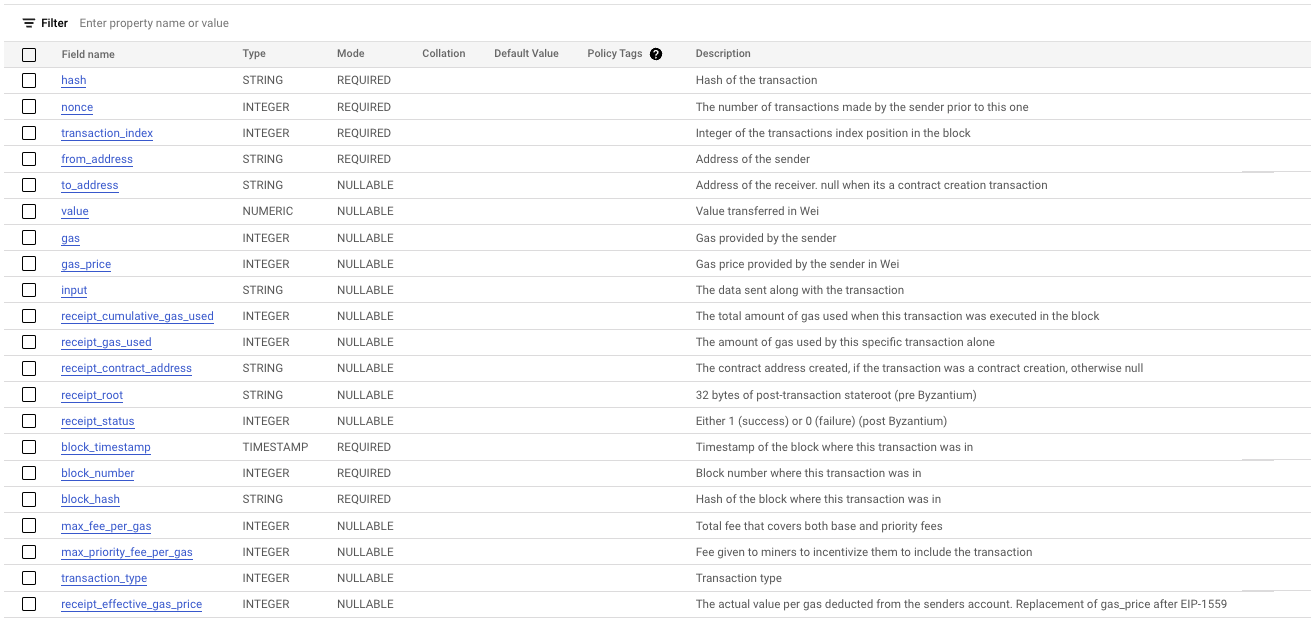 Filter Enter property name or value
Field name Type Mode Collation Default Value Policy Tags ? Description
hash STRING REQUIRED Hash of the transaction
nonce INTEGER REQUIRED The number of transactions made by the sender prior to this one
transaction_index INTEGER REQUIRED Integer of the transactions index position in the block
from_address STRING REQUIRED Address of the sender
to_address STRING NULLABLE Address of the receiver. null when its a contract creation transaction
value NUMERIC NULLABLE Value transferred in Wei
gas INTEGER NULLABLE Gas provided by the sender
gas_price INTEGER NULLABLE Gas price provided by the sender in Wei
input STRING NULLABLE The data sent along with the transaction
receipt_cumulative_gas_used INTEGER NULLABLE The total amount of gas used when this transaction was executed in the block
receipt_gas_used INTEGER NULLABLE The amount of gas used by this specific transaction alone
receipt_contract_address STRING NULLABLE The contract address created, if the transaction was a contract creation, otherwise null
receipt_root STRING NULLABLE 32 bytes of post-transaction stateroot (pre Byzantium)
receipt_status INTEGER NULLABLE Either 1 (success) or 0 (failure) (post Byzantium)
block_timestamp TIMESTAMP REQUIRED Timestamp of the block where this transaction was in
block_number INTEGER REQUIRED Block number where this transaction was in
block_hash STRING REQUIRED Hash of the block where this transaction was in
max_fee_per_gas INTEGER NULLABLE Total fee that covers both base and priority fees
max_priority_fee_per_gas INTEGER NULLABLE Fee given to miners to incentivize them to include the transaction
transaction_type INTEGER NULLABLE Transaction type
receipt_effective_gas_price INTEGER NULLABLE The actual value per gas deducted from the senders account. Replacement of gas_price after EIP-1559